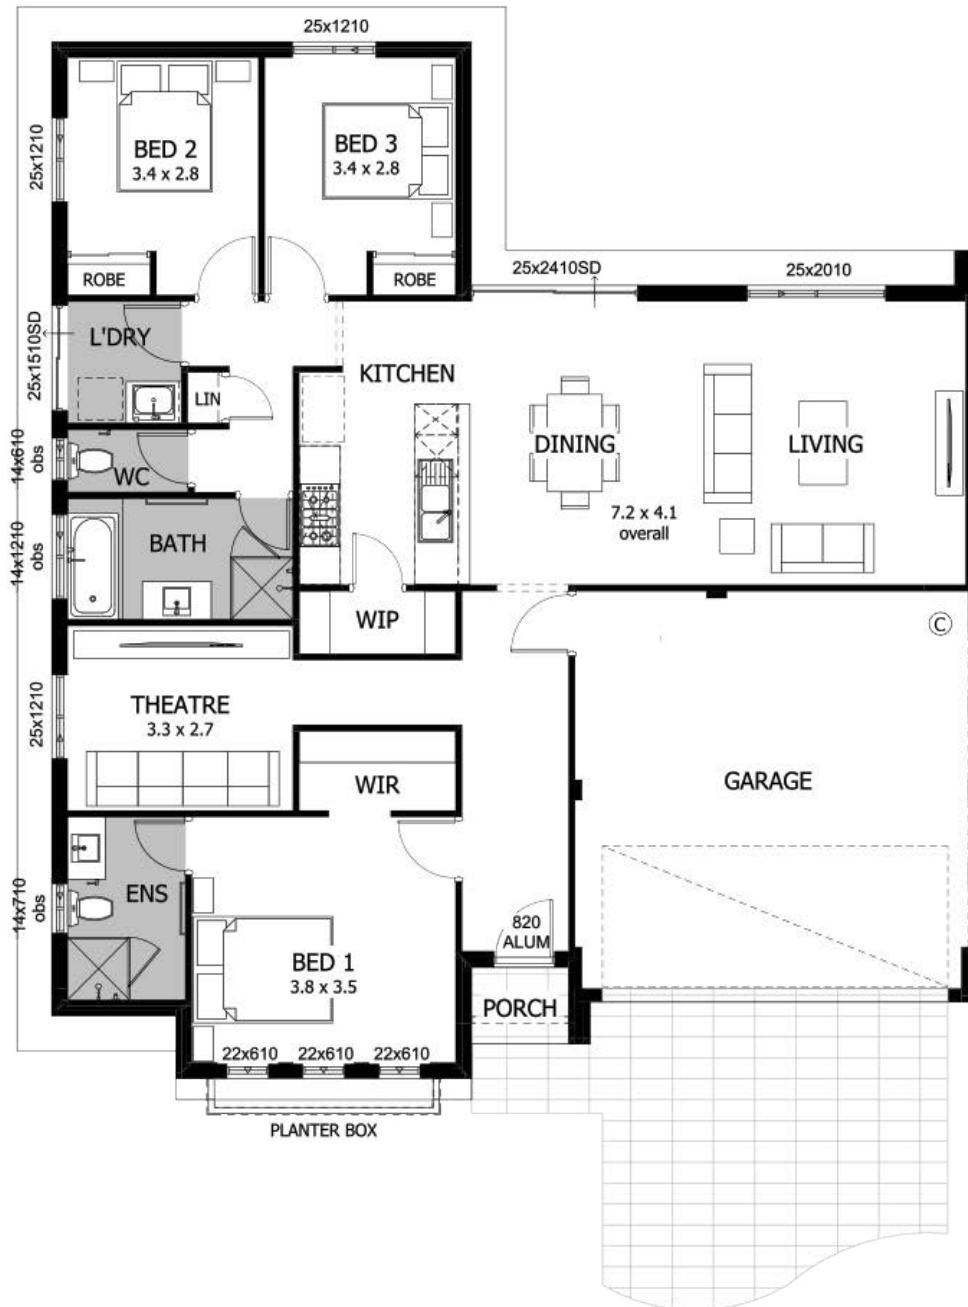 25x1210
BED 2
3.4 x 2.8
BED 3
3.4 x 2.8
25x1210
ROBE
ROBE
25x2410SD
25x2010
25x1510SD
L'DRY
KITCHEN
LIN
14x610
obs
WC
DINING
LIVING
7.2 x 4.1
overall
14x1210
obs
BATH
WIP
C
THEATRE
3.3 x 2.7
25x1210
WIR
GARAGE
14x710
obs
ENS
820
ALUM
BED 1
3.8 x 3.5
PORCH
22x610
22x610
22x610
PLANTER BOX